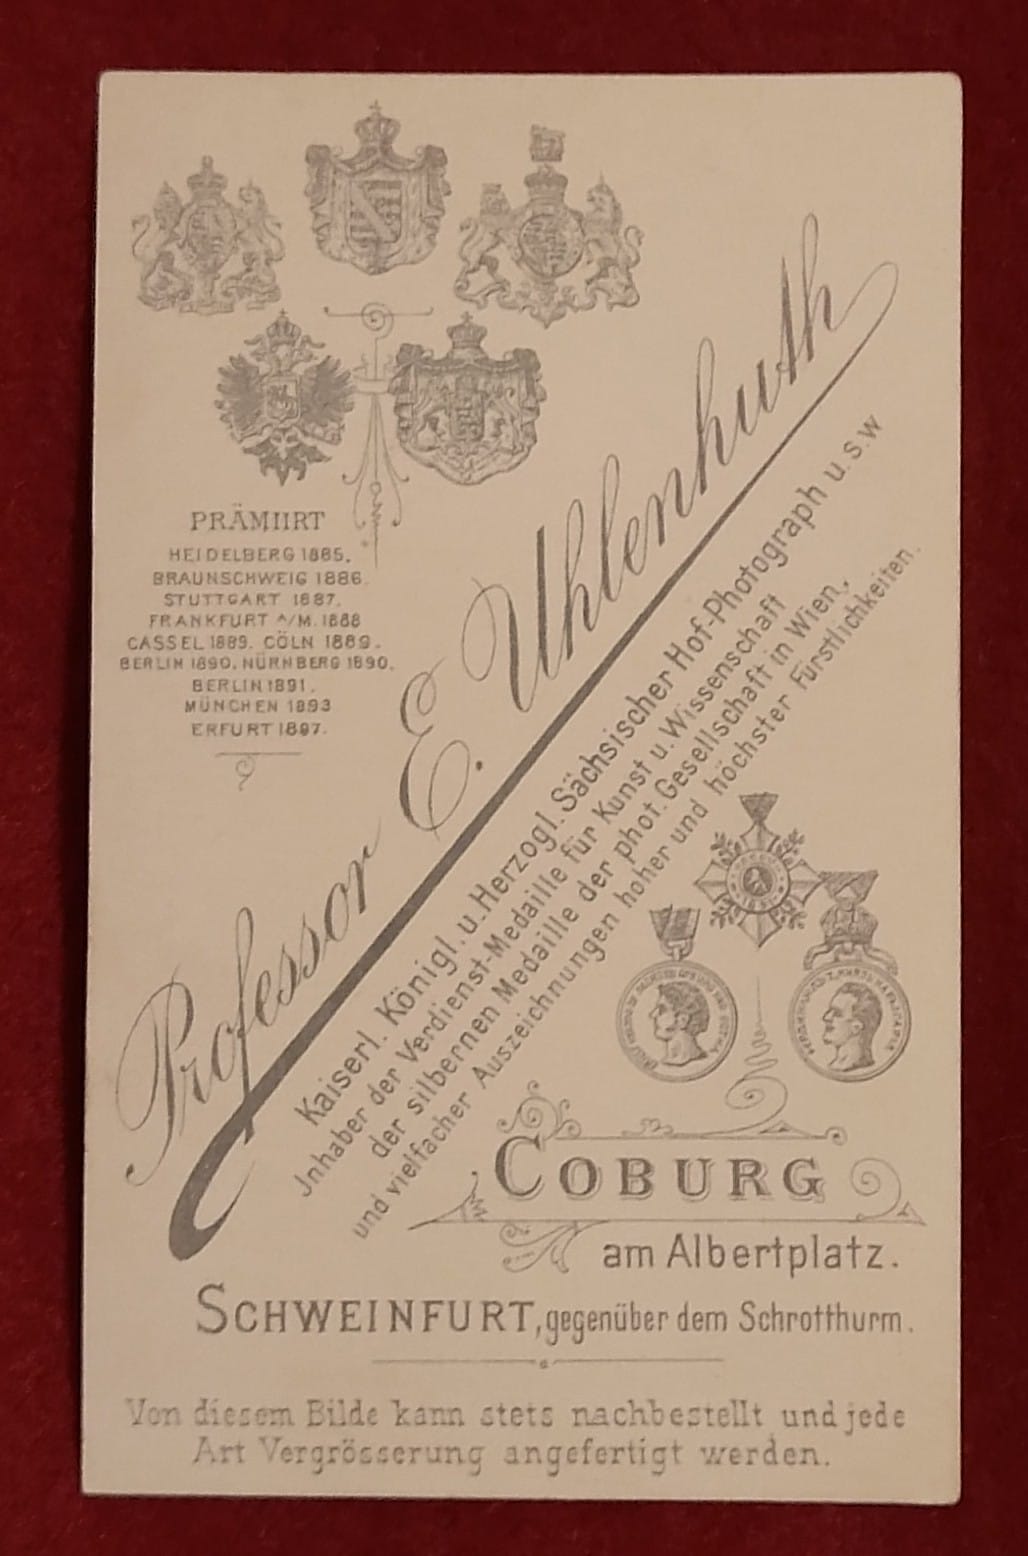 PRÄMIIRT
HEIDELBERG 1885.
BRAUNSCHWEIG 1886.
STUTTGART 1887.
FRANKFURT A/M. 1888
CASSEL 1889. CÖLN 1889.
BERLIN 1890. NÜRNBERG 1890.
BERLIN 1891.
MÜNCHEN 1893
ERFURT 1897.
Professor E. Uhlenhuth
Kaiserl. Königl. u. Herzogl. Sächsischer Hof-Photograph u. s. w
Jnhaber der Verdienst-Medaille für Kunst u. Wissenschaft
der silbernen Medaille der phot. Gesellschaft in Wien,
und vielfacher Auszeichnungen hoher und höchster Fürstlichkeiten.
COBURG
am Albertplatz.
SCHWEINFURT, gegenüber dem Schrotthurm.
Von diesem Bilde kann stets nachbestellt und jede
Art Vergrösserung angefertigt werden.